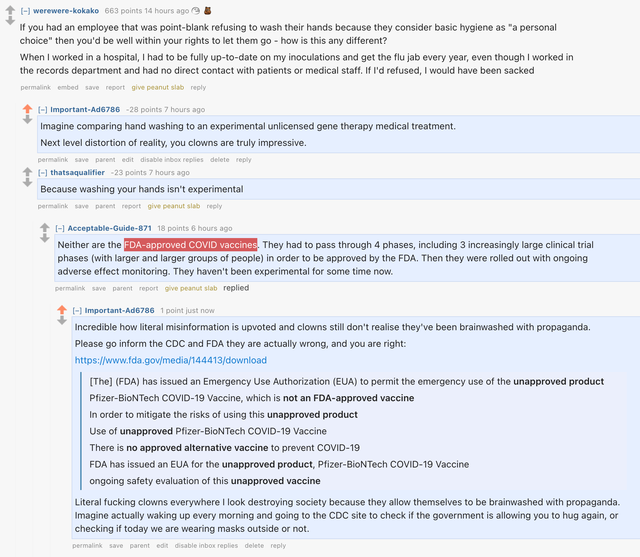 [–] werewere-kokako 663 points 14 hours ago
If you had an employee that was point-blank refusing to wash their hands because they consider basic hygiene as "a personal
choice" then you'd be well within your rights to let them go - how is this any different?
When I worked in a hospital, I had to be fully up-to-date on my inoculations and get the flu jab every year, even though I worked in
the records department and had no direct contact with patients or medical staff. If I'd refused, I would have been sacked
permalink embed save report give peanut slab reply
[–] Important-Ad6786 -28 points 7 hours ago
Imagine comparing hand washing to an experimental unlicensed gene therapy medical treatment.
Next level distortion of reality, you clowns are truly impressive.
permalink save parent edit disable inbox replies delete reply
[–] thatsaqualifier -23 points 7 hours ago
Because washing your hands isn't experimental
permalink save parent report give peanut slab reply
[–] Acceptable-Guide-871 18 points 6 hours ago
Neither are the FDA-approved COVID vaccines. They had to pass through 4 phases, including 3 increasingly large clinical trial
phases (with larger and larger groups of people) in order to be approved by the FDA. Then they were rolled out with ongoing
adverse effect monitoring. They haven't been experimental for some time now.
permalink save parent report give peanut slab replied
[–] Important-Ad6786 1 point just now
Incredible how literal misinformation is upvoted and clowns still don't realise they've been brainwashed with propaganda.
Please go inform the CDC and FDA they are actually wrong, and you are right:
https://www.fda.gov/media/144413/download
[The] (FDA) has issued an Emergency Use Authorization (EUA) to permit the emergency use of the unapproved product
Pfizer-BioNTech COVID-19 Vaccine, which is not an FDA-approved vaccine
In order to mitigate the risks of using this unapproved product
Use of unapproved Pfizer-BioNTech COVID-19 Vaccine
There is no approved alternative vaccine to prevent COVID-19
FDA has issued an EUA for the unapproved product, Pfizer-BioNTech COVID-19 Vaccine
ongoing safety evaluation of this unapproved vaccine
Literal fucking clowns everywhere I look destroying society because they allow themselves to be brainwashed with propaganda.
Imagine actually waking up every morning and going to the CDC site to check if the government is allowing you to hug again, or
checking if today we are wearing masks outside or not.
permalink save parent edit disable inbox replies delete reply